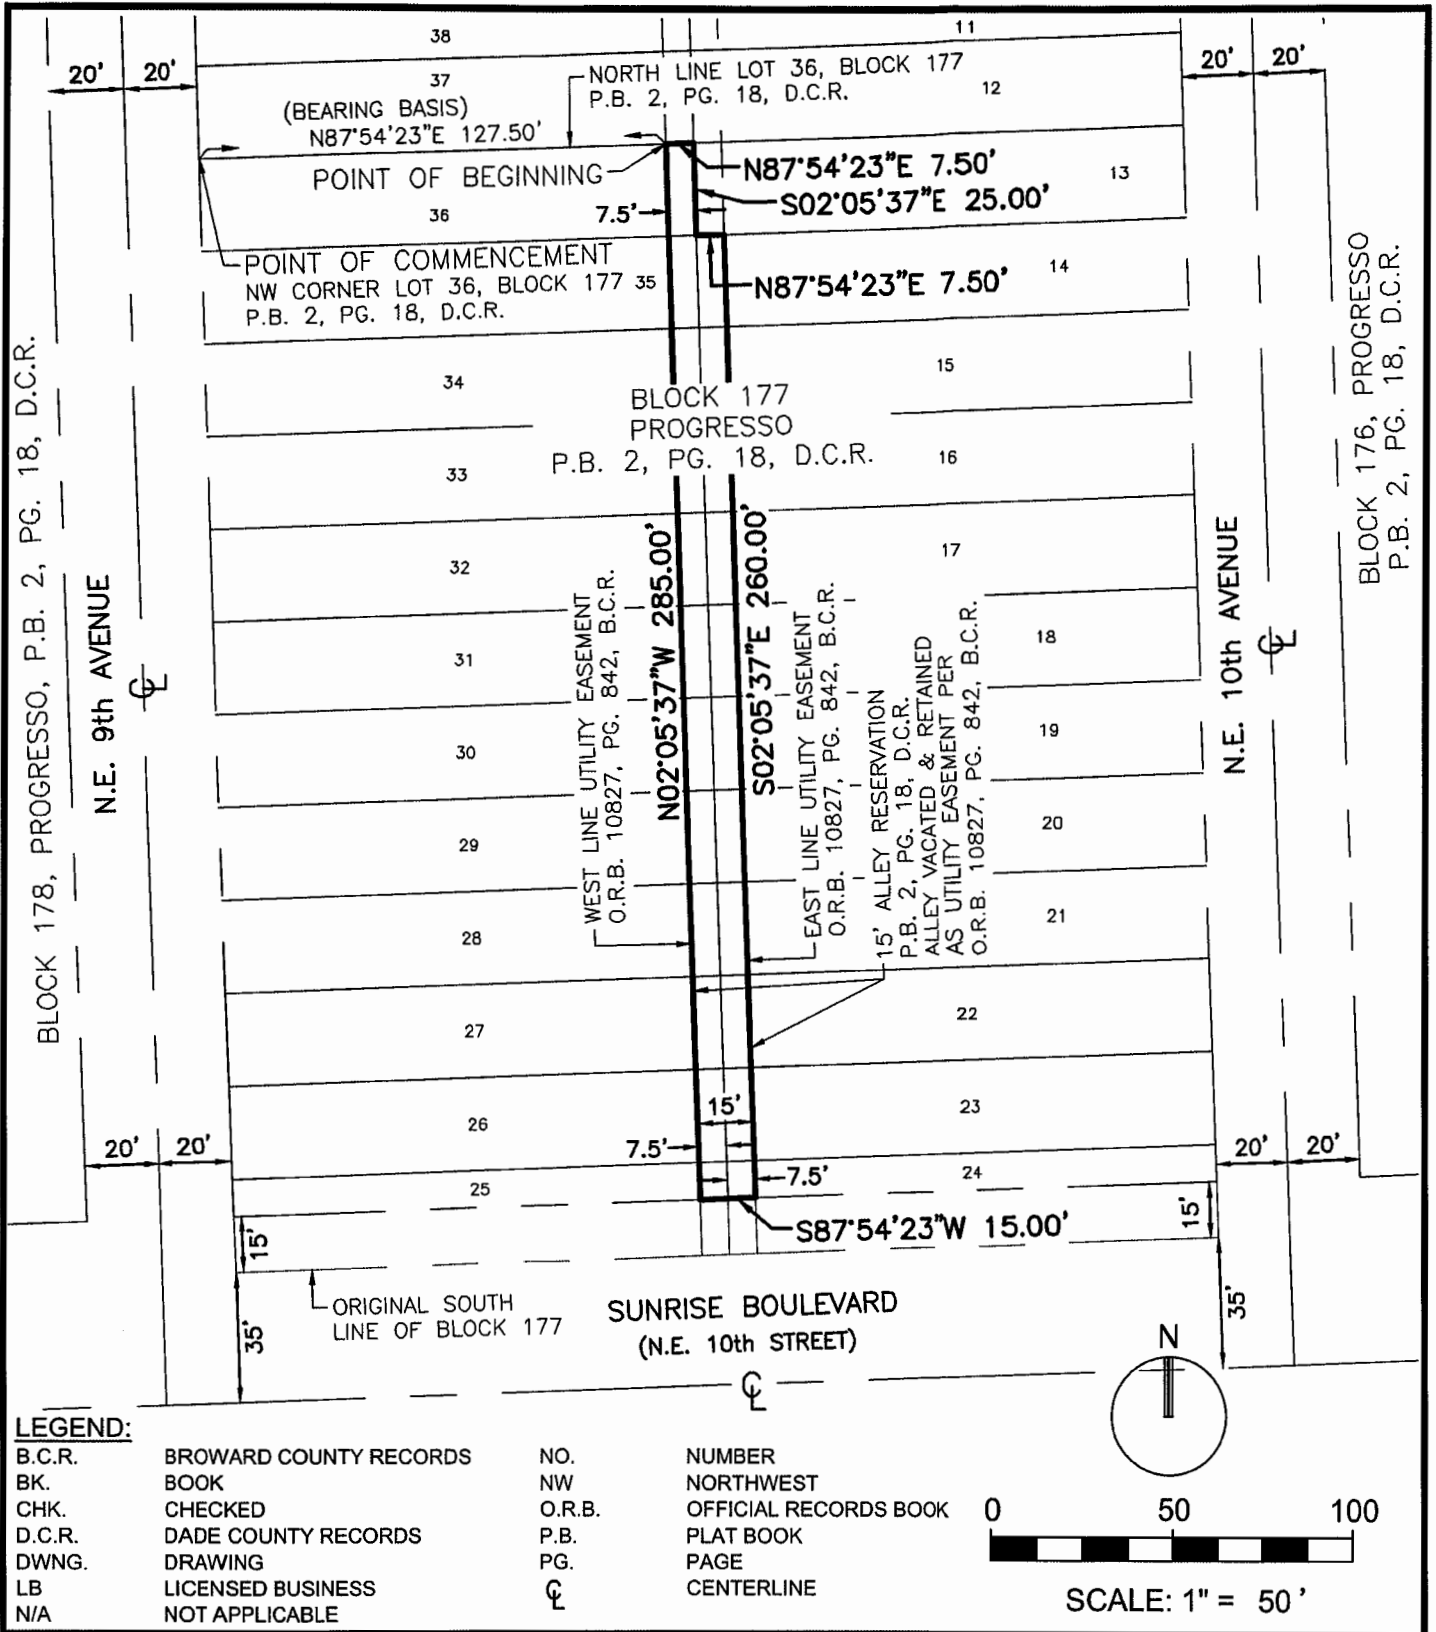 38
11
20'
20'
20'
20'
37
NORTH LINE LOT 36, BLOCK 177
P.B. 2, PG. 18, D.C.R.
12
(BEARING BASIS)
N87°54'23"E 127.50'
POINT OF BEGINNING
N87°54'23"E 7.50'
13
S02°05'37"E 25.00'
36
7.5'
POINT OF COMMENCEMENT
NW CORNER LOT 36, BLOCK 177
P.B. 2, PG. 18, D.C.R.
35
14
N87°54'23"E 7.50'
34
15
BLOCK 177
PROGRESSO
P.B. 2, PG. 18, D.C.R.
33
16
32
17
31
18
30
19
29
20
28
21
27
22
26
23
25
24
BLOCK 178, PROGRESSO, P.B. 2, PG. 18, D.C.R.
N.E. 9th AVENUE
CL
WEST LINE UTILITY EASEMENT
O.R.B. 10827, PG. 842, B.C.R.
N02°05'37"W 285.00'
S02°05'37"E 260.00'
EAST LINE UTILITY EASEMENT
O.R.B. 10827, PG. 842, B.C.R.
15' ALLEY RESERVATION
P.B. 2, PG. 18, D.C.R.
ALLEY VACATED & RETAINED
AS UTILITY EASEMENT PER
O.R.B. 10827, PG. 842, B.C.R.
N.E. 10th AVENUE
CL
BLOCK 176, PROGRESSO
P.B. 2, PG. 18, D.C.R.
15'
7.5'
7.5'
20'
20'
20'
20'
S87°54'23"W 15.00'
15'
15'
35'
35'
ORIGINAL SOUTH
LINE OF BLOCK 177
SUNRISE BOULEVARD
(N.E. 10th STREET)
CL
N
LEGEND:
B.C.R. BROWARD COUNTY RECORDS NO. NUMBER
BK. BOOK NW NORTHWEST
CHK. CHECKED O.R.B. OFFICIAL RECORDS BOOK
D.C.R. DADE COUNTY RECORDS P.B. PLAT BOOK
DWNG. DRAWING PG. PAGE
LB LICENSED BUSINESS CL CENTERLINE
N/A NOT APPLICABLE
0 50 100
SCALE: 1" = 50'